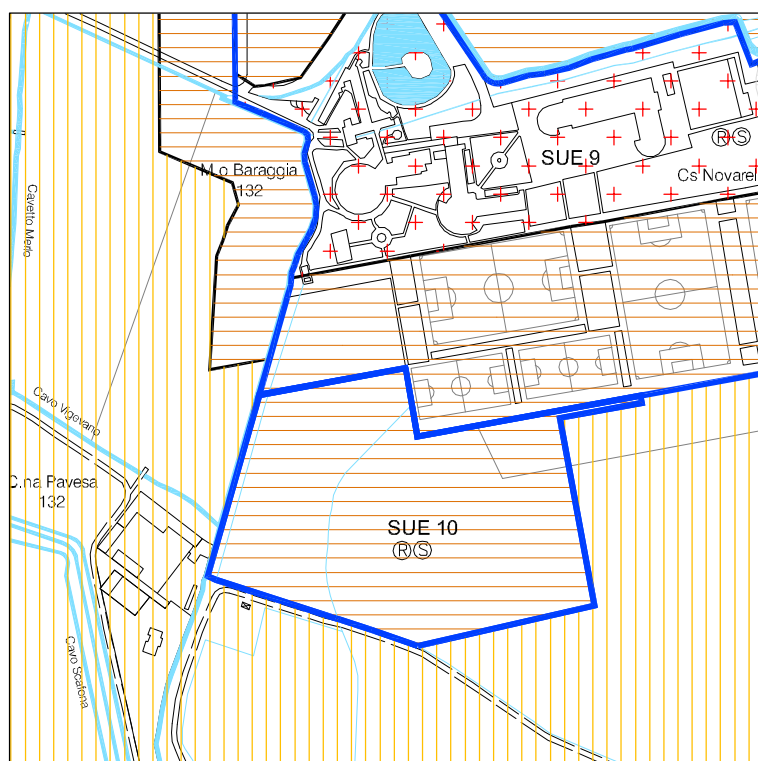 SUE 9
R S
M.o Baraggia
132
Cs Novarel
Cavetto Merlo
Cavo Vigevano
C.na Pavesa
132
SUE 10
R S
Cavo Scafona